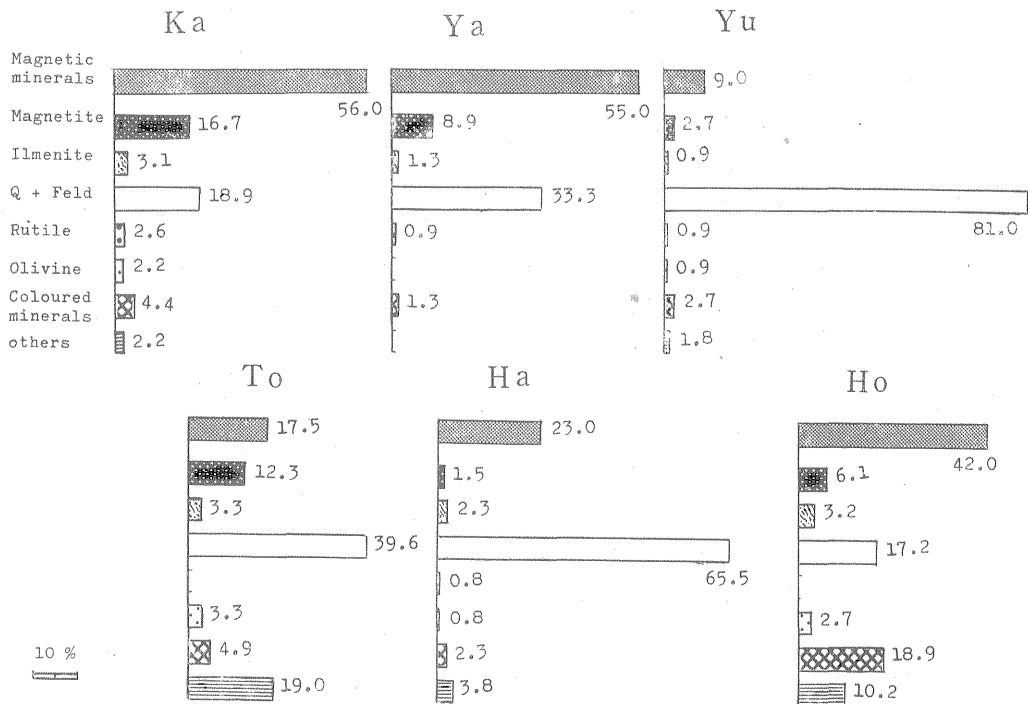 Ka Ya Yu
Magnetic
minerals
56.0 55.0 9.0
Magnetite 16.7 8.9 2.7
Ilmenite 3.1 1.3 0.9
Q + Feld 18.9 33.3 81.0
Rutile 2.6 0.9 0.9
Olivine 2.2 0.9
Coloured
minerals 4.4 1.3 2.7
others 2.2 1.8
To Ha Ho
17.5 23.0 42.0
12.3 1.5 6.1
3.3 2.3 3.2
39.6 65.5 17.2
0.8
3.3 0.8 2.7
4.9 2.3 18.9
19.0 3.8 10.2
10 %